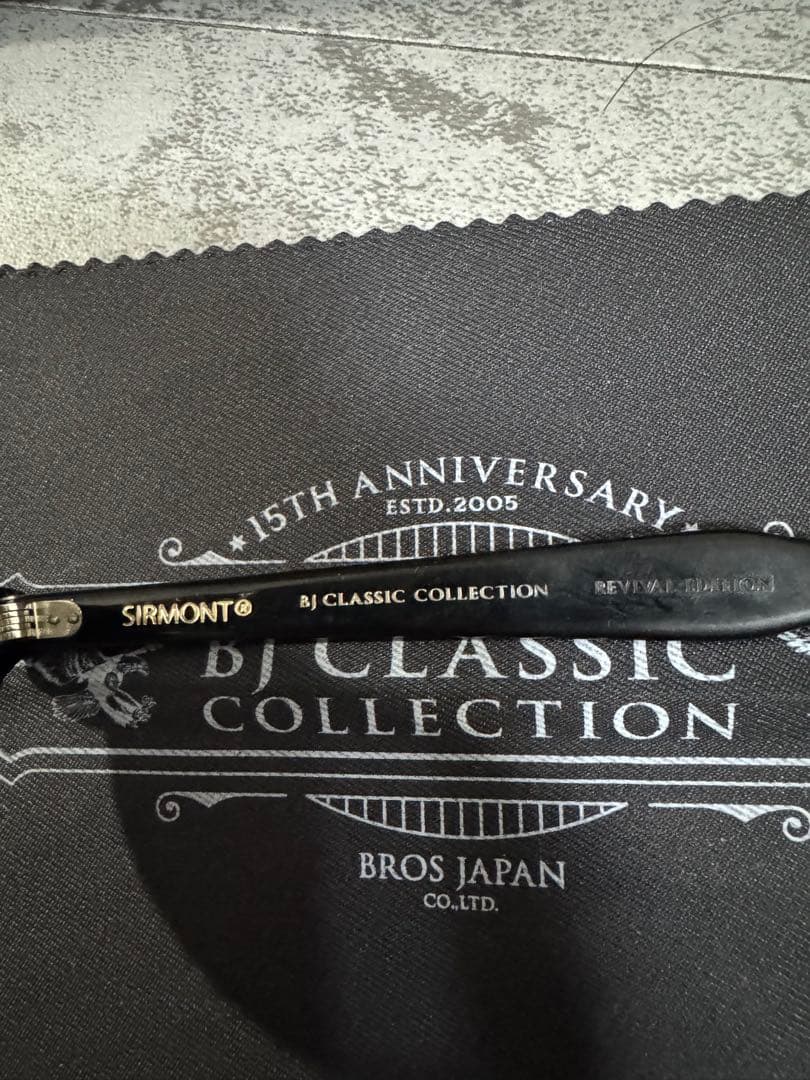 15TH ANNIVERSARY
ESTD.2005
SIRMONT® BJ CLASSIC COLLECTION REVIVAL EDITION
BJ CLASSIC
COLLECTION
BROS JAPAN
CO.,LTD.